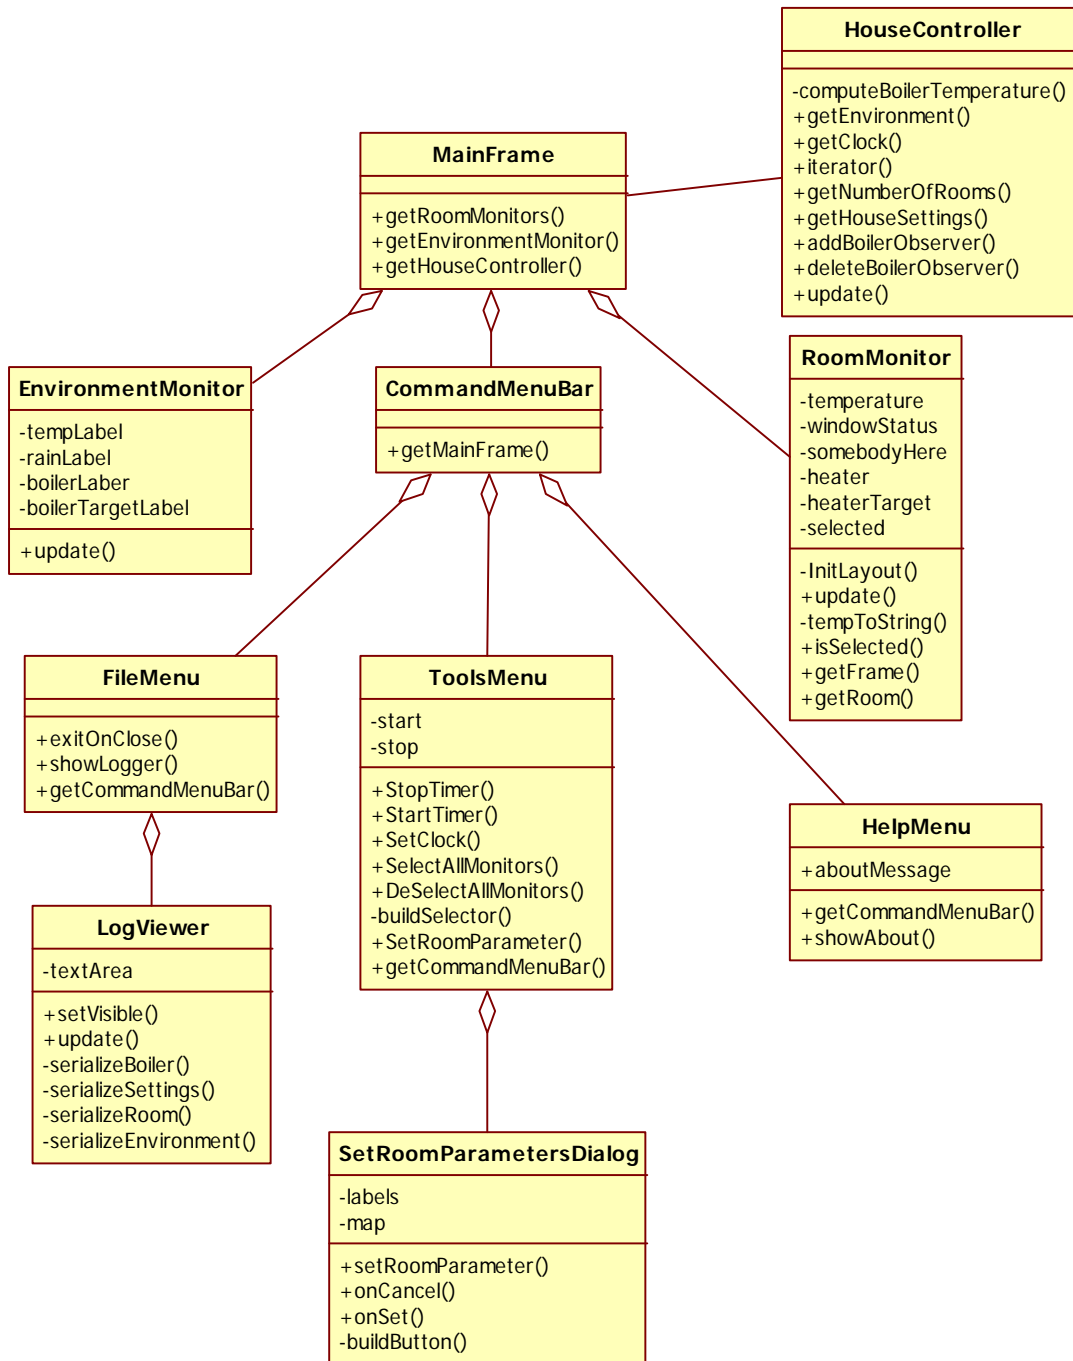 HouseController
-computeBoilerTemperature()
+getEnvironment()
+getClock()
+iterator()
+getNumberOfRooms()
+getHouseSettings()
+addBoilerObserver()
+deleteBoilerObserver()
+update()
MainFrame
+getRoomMonitors()
+getEnvironmentMonitor()
+getHouseController()
EnvironmentMonitor
-tempLabel
-rainLabel
-boilerLaber
-boilerTargetLabel
+update()
CommandMenuBar
+getMainFrame()
RoomMonitor
-temperature
-windowStatus
-somebodyHere
-heater
-heaterTarget
-selected
-InitLayout()
+update()
-tempToString()
+isSelected()
+getFrame()
+getRoom()
FileMenu
+exitOnClose()
+showLogger()
+getCommandMenuBar()
ToolsMenu
-start
-stop
+StopTimer()
+StartTimer()
+SetClock()
+SelectAllMonitors()
+DeSelectAllMonitors()
-buildSelector()
+SetRoomParameter()
+getCommandMenuBar()
HelpMenu
+aboutMessage
+getCommandMenuBar()
+showAbout()
LogViewer
-textArea
+setVisible()
+update()
-serializeBoiler()
-serializeSettings()
-serializeRoom()
-serializeEnvironment()
SetRoomParametersDialog
-labels
-map
+setRoomParameter()
+onCancel()
+onSet()
-buildButton()